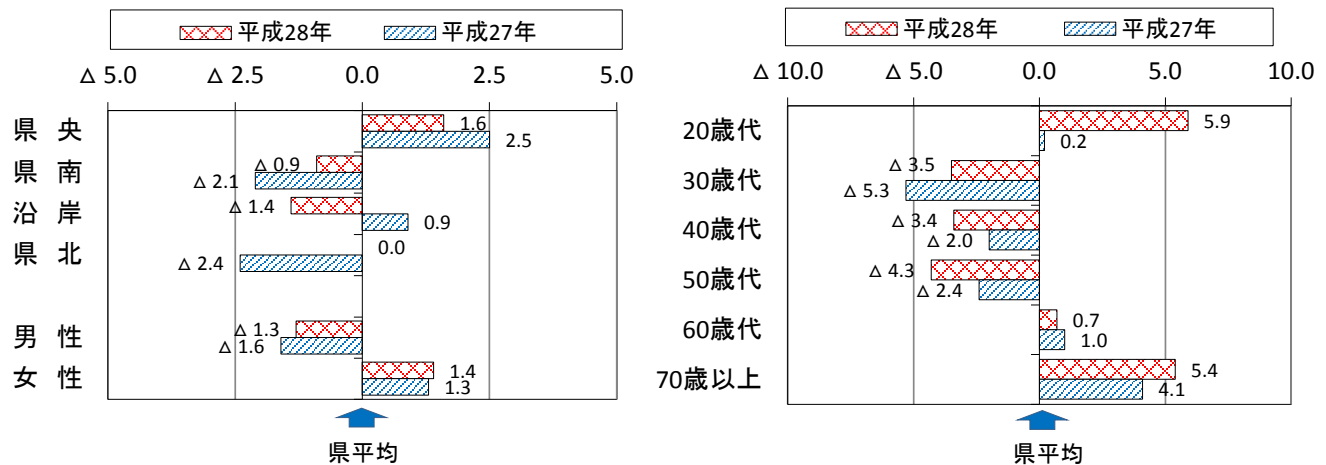 平成28年 平成27年
△ 5.0 △ 2.5 0.0 2.5 5.0
県 央 1.6
2.5
県 南 △ 0.9
△ 2.1
沿 岸 △ 1.4
0.9
県 北 0.0
△ 2.4
男 性 △ 1.3
△ 1.6
女 性 1.4
1.3
県平均
平成28年 平成27年
△ 10.0 △ 5.0 0.0 5.0 10.0
20歳代 5.9
0.2
30歳代 △ 3.5
△ 5.3
40歳代 △ 3.4
△ 2.0
50歳代 △ 4.3
△ 2.4
60歳代 0.7
1.0
70歳以上 5.4
4.1
県平均